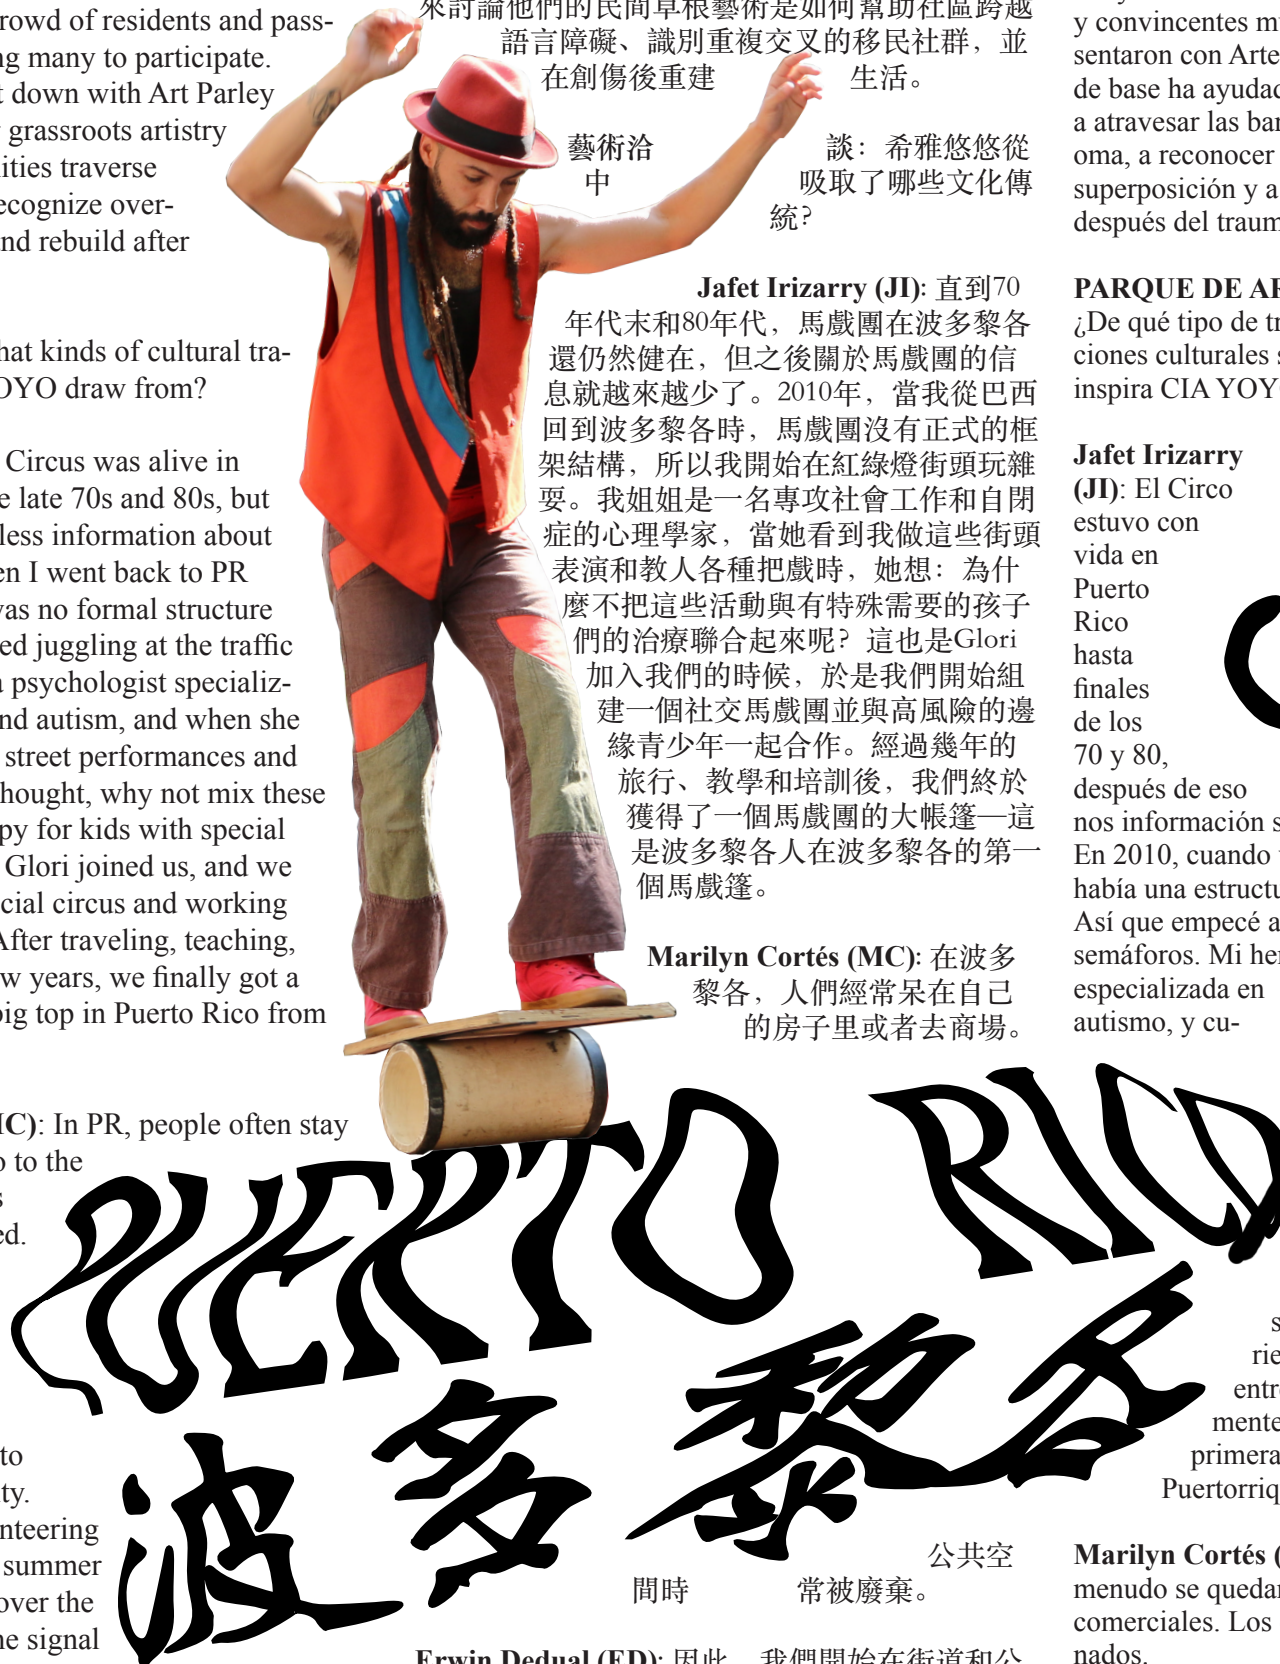 rowd of residents and pass-
ng many to participate.
t down with Art Parley
grassroots artistry
ities traverse
ecognize over-
nd rebuild after
hat kinds of cultural tra-
OYO draw from?
Circus was alive in
e late 70s and 80s, but
less information about
en I went back to PR
was no formal structure
ed juggling at the traffic
a psychologist specializ-
nd autism, and when she
street performances and
hought, why not mix these
py for kids with special
Glori joined us, and we
cial circus and working
After traveling, teaching,
w years, we finally got a
big top in Puerto Rico from
MC): In PR, people often stay
o to the
s
ed.
to
ty.
nteering
summer
over the
he signal
來討論他們的民間草根藝術是如何幫助社區跨越
語言障礙、識別重複交叉的移民社群，並
在創傷後重建 生活。
藝術洽 談：希雅悠悠從
中 吸取了哪些文化傳
統？
Jafet Irizarry (JI): 直到70
年代末和80年代，馬戲團在波多黎各
還仍然健在，但之後關於馬戲團的信
息就越來越少了。2010年，當我從巴西
回到波多黎各時，馬戲團沒有正式的框
架結構，所以我開始在紅綠燈街頭玩雜
耍。我姐姐是一名專攻社會工作和自閉
症的心理學家，當她看到我做這些街頭
表演和教人各種把戲時，她想：為什
麼不把這些活動與有特殊需要的孩子
們的治療聯合起來呢？這也是Glori
加入我們的時候，於是我們開始組
建一個社交馬戲團並與高風險的邊
緣青少年一起合作。經過幾年的
旅行、教學和培訓後，我們終於
獲得了一個馬戲團的大帳篷—這
是波多黎各人在波多黎各的第一
個馬戲篷。
Marilyn Cortés (MC): 在波多
黎各，人們經常呆在自己
的房子里或者去商場。
PUERTO RICO
波多黎各
公共空
間時 常被廢棄。
Erwin Dedual (ED): 因此，我們開始在街道和公
y convincentes m
sentaron con Arte
de base ha ayudad
a atravesar las bar
oma, a reconocer
superposición y a
después del traum
PARQUE DE AR
¿De qué tipo de tr
ciones culturales s
inspira CIA YOY
Jafet Irizarry
(JI): El Circo
estuvo con
vida en
Puerto
Rico
hasta
finales
de los
70 y 80,
después de eso
nos información s
En 2010, cuando
había una estructu
Así que empecé a
semáforos. Mi her
especializada en
autismo, y cu-
s
rie
entre
mente
primera
Puertorriq
Marilyn Cortés (
menudo se quedan
comerciales. Los
nados.